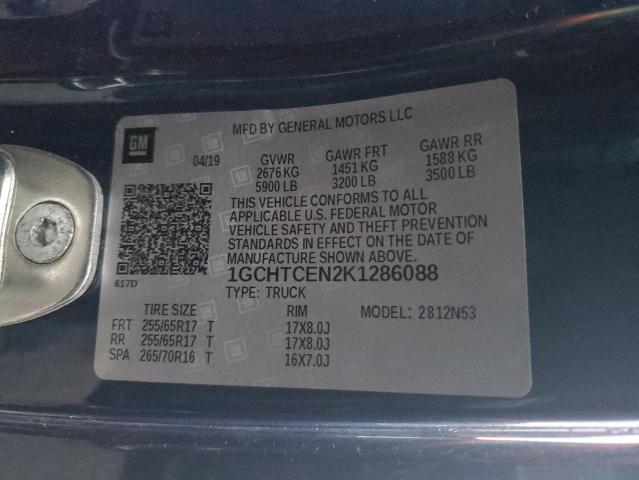 GM
MFD BY GENERAL MOTORS LLC
04/19 GVWR GAWR FRT GAWR RR
2676 KG 1451 KG 1588 KG
5900 LB 3200 LB 3500 LB
THIS VEHICLE CONFORMS TO ALL
APPLICABLE U.S. FEDERAL MOTOR
VEHICLE SAFETY AND THEFT PREVENTION
STANDARDS IN EFFECT ON THE DATE OF
MANUFACTURE SHOWN ABOVE.
617D 1GCHTCEN2K1286088
TYPE: TRUCK
TIRE SIZE RIM MODEL: 2812N53
FRT 255/65R17 T 17X8.0J
RR 255/65R17 T 17X8.0J
SPA 265/70R16 T 16X7.0J